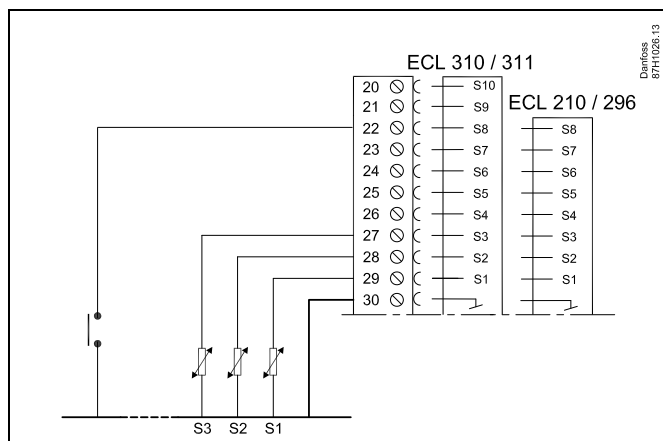 Danfoss
87H1026.13
ECL 310 / 311
ECL 210 / 296
20 S10
21 S9
22 S8 S8
23 S7 S7
24 S6 S6
25 S5 S5
26 S4 S4
27 S3 S3
28 S2 S2
29 S1 S1
30
S3 S2 S1